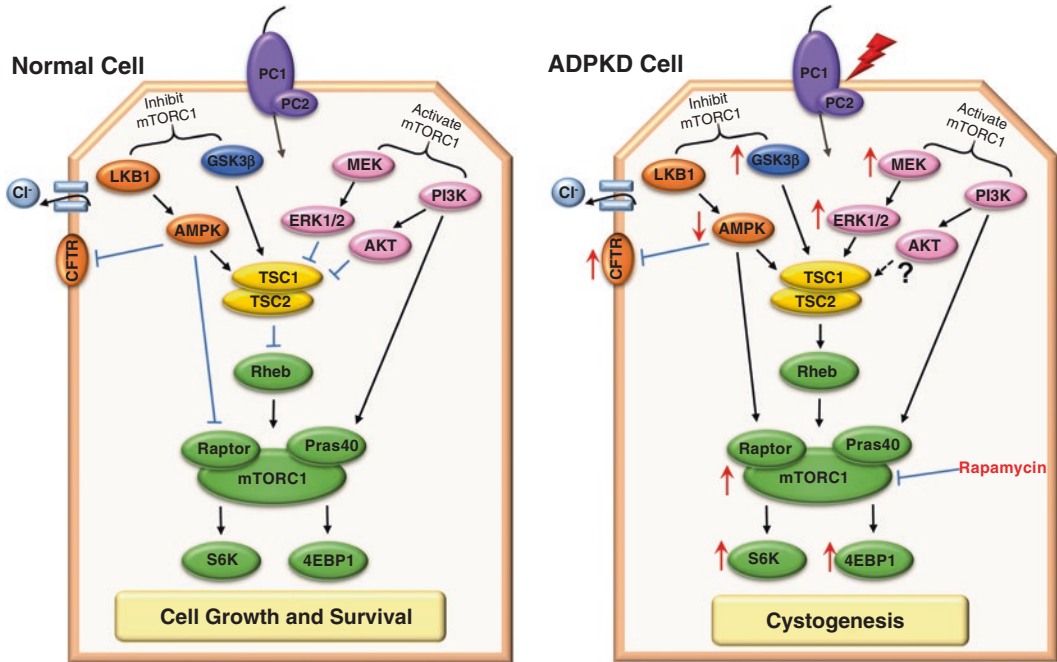 Normal Cell
PC1
PC2
Inhibit
mTORC1
Activate
mTORC1
LKB1
GSK3β
MEK
PI3K
Cl-
AMPK
ERK1/2
AKT
CFTR
TSC1
TSC2
Rheb
Raptor
Pras40
mTORC1
S6K
4EBP1
Cell Growth and Survival
ADPKD Cell
PC1
PC2
Inhibit
mTORC1
Activate
mTORC1
LKB1
GSK3β
MEK
PI3K
Cl-
AMPK
ERK1/2
AKT
CFTR
?
TSC1
TSC2
Rheb
Raptor
Pras40
mTORC1
Rapamycin
S6K
4EBP1
Cystogenesis